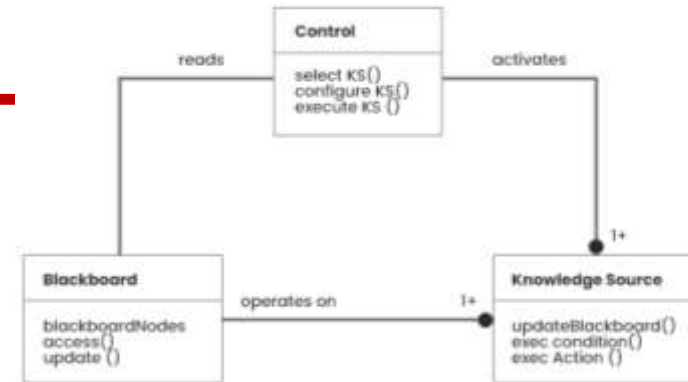 Control
reads
activates
select KS()
configure KS()
execute KS ()
1+
Blackboard
Knowledge Source
operates on
1+
blackboardNodes
access()
update ()
updateBlackboard()
exec condition()
exec Action ()